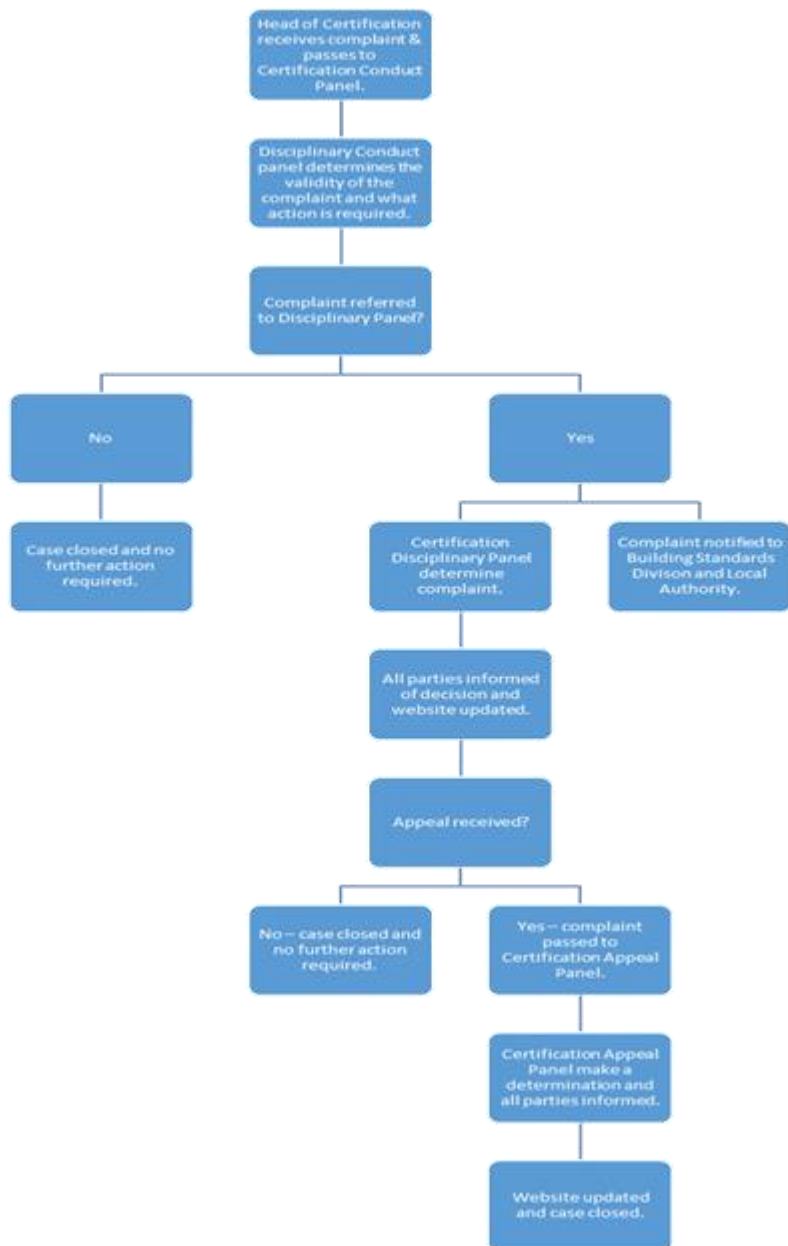 Head of Certification
receives complaint &
passes to
Certification Conduct
Panel.
Disciplinary Conduct
panel determines the
validity of the
complaint and what
action is required.
Complaint referred
to Disciplinary Panel?
No
Yes
Case closed and no
further action
required.
Certification
Disciplinary Panel
determine
complaint.
Complaint notified to
Building Standards
Divison and Local
Authority.
All parties informed
of decision and
website updated.
Appeal received?
No – case closed and
no further action
required.
Yes – complaint
passed to
Certification Appeal
Panel.
Certification Appeal
Panel make a
determination and
all parties informed.
Website updated
and case closed.